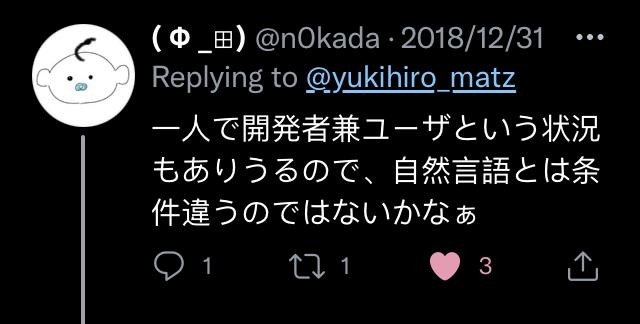 ( Φ _田) @n0kada · 2018/12/31
Replying to @yukihiro_matz
一人で開発者兼ユーザという状況
もありうるので、自然言語とは条
件違うのではないかなぁ
1 1 3